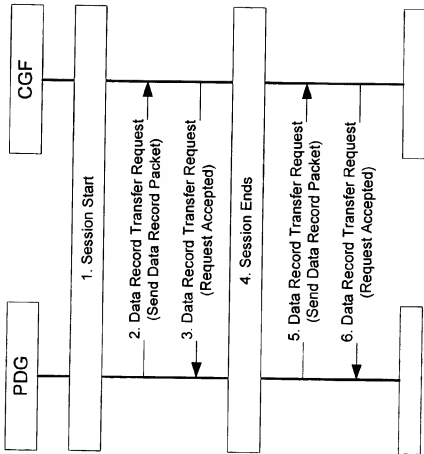 PDG
CGF
1. Session Start
2. Data Record Transfer Request
(Send Data Record Packet)
3. Data Record Transfer Request
(Request Accepted)
4. Session Ends
5. Data Record Transfer Request
(Send Data Record Packet)
6. Data Record Transfer Request
(Request Accepted)